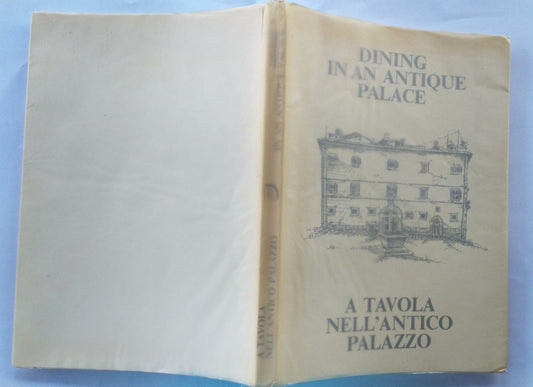 DINING
IN AN ANTIQUE
PALACE
A TAVOLA
NELL'ANTICO
PALAZZO
A TAVOLA
NELL'ANTICO PALAZZO